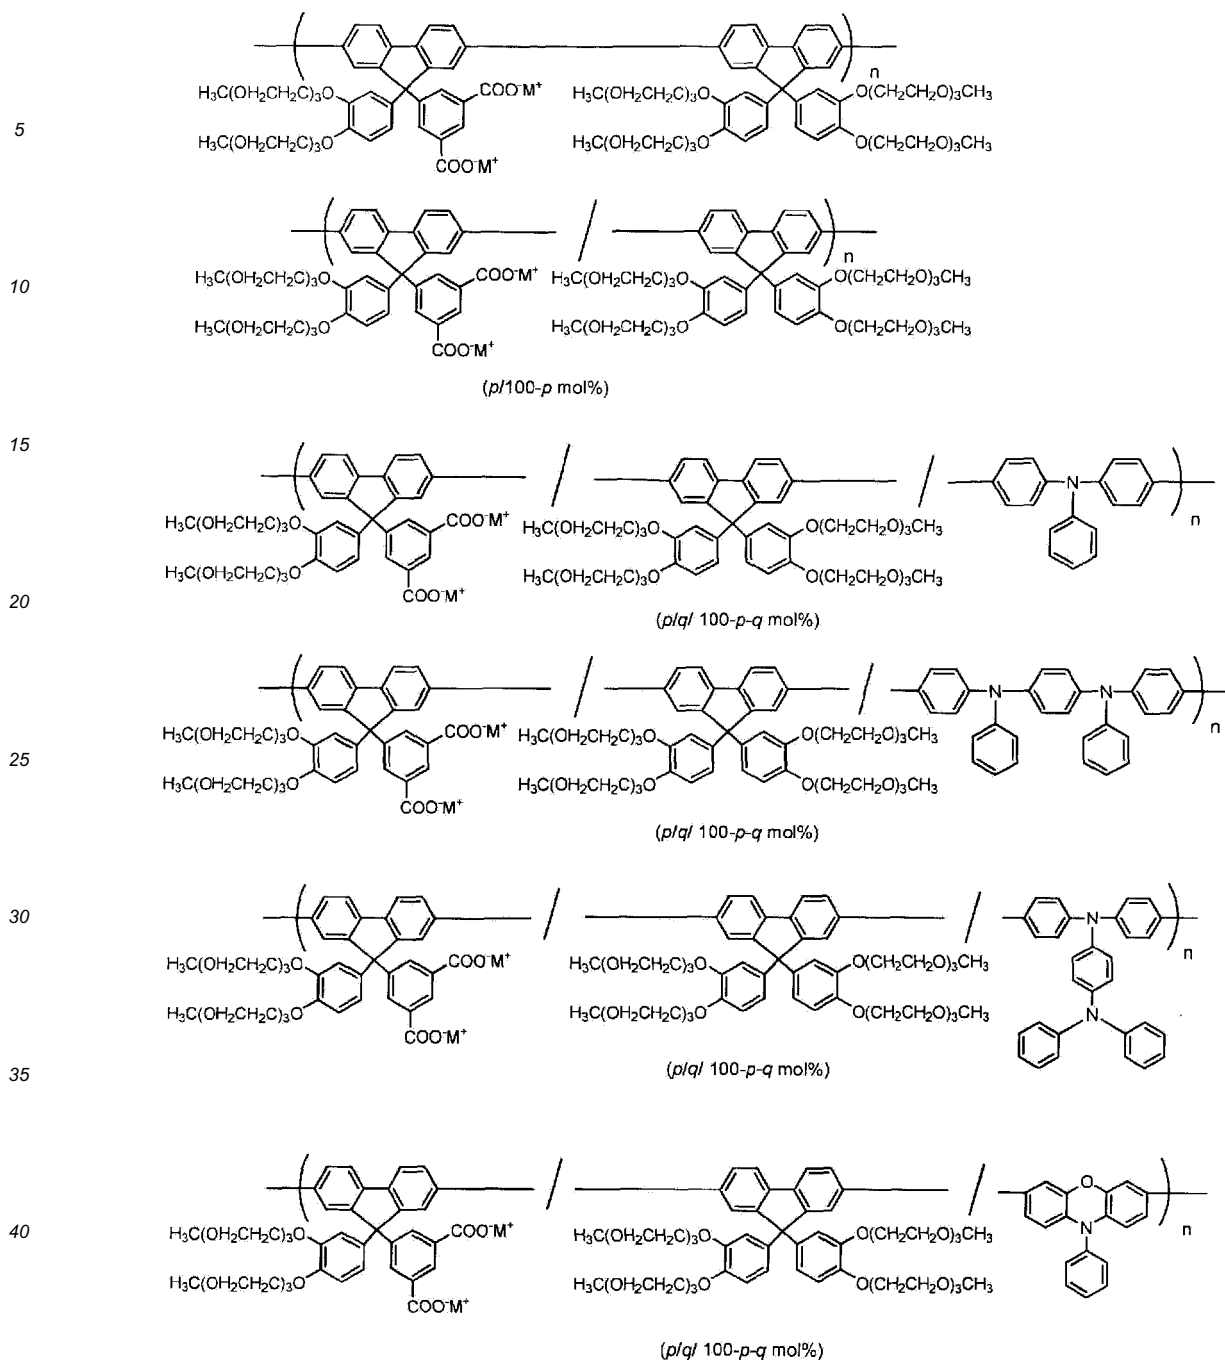 n
H₃C(OH₂CH₂C)₃O COO⁻M⁺ H₃C(OH₂CH₂C)₃O O(CH₂CH₂O)₃CH₃
5
H₃C(OH₂CH₂C)₃O H₃C(OH₂CH₂C)₃O O(CH₂CH₂O)₃CH₃
COO⁻M⁺
n
H₃C(OH₂CH₂C)₃O COO⁻M⁺ H₃C(OH₂CH₂C)₃O O(CH₂CH₂O)₃CH₃
10
H₃C(OH₂CH₂C)₃O H₃C(OH₂CH₂C)₃O O(CH₂CH₂O)₃CH₃
COO⁻M⁺
(p/100-p mol%)
15
N
n
H₃C(OH₂CH₂C)₃O COO⁻M⁺ H₃C(OH₂CH₂C)₃O O(CH₂CH₂O)₃CH₃
H₃C(OH₂CH₂C)₃O H₃C(OH₂CH₂C)₃O O(CH₂CH₂O)₃CH₃
COO⁻M⁺
20
(p/q/ 100-p-q mol%)
N N
n
H₃C(OH₂CH₂C)₃O COO⁻M⁺ H₃C(OH₂CH₂C)₃O O(CH₂CH₂O)₃CH₃
25
H₃C(OH₂CH₂C)₃O H₃C(OH₂CH₂C)₃O O(CH₂CH₂O)₃CH₃
COO⁻M⁺
(p/q/ 100-p-q mol%)
30
N
n
H₃C(OH₂CH₂C)₃O COO⁻M⁺ H₃C(OH₂CH₂C)₃O O(CH₂CH₂O)₃CH₃
H₃C(OH₂CH₂C)₃O H₃C(OH₂CH₂C)₃O O(CH₂CH₂O)₃CH₃
N
COO⁻M⁺
(p/q/ 100-p-q mol%)
35
O
N
n
H₃C(OH₂CH₂C)₃O COO⁻M⁺ H₃C(OH₂CH₂C)₃O O(CH₂CH₂O)₃CH₃
40
H₃C(OH₂CH₂C)₃O H₃C(OH₂CH₂C)₃O O(CH₂CH₂O)₃CH₃
COO⁻M⁺
(p/q/ 100-p-q mol%)